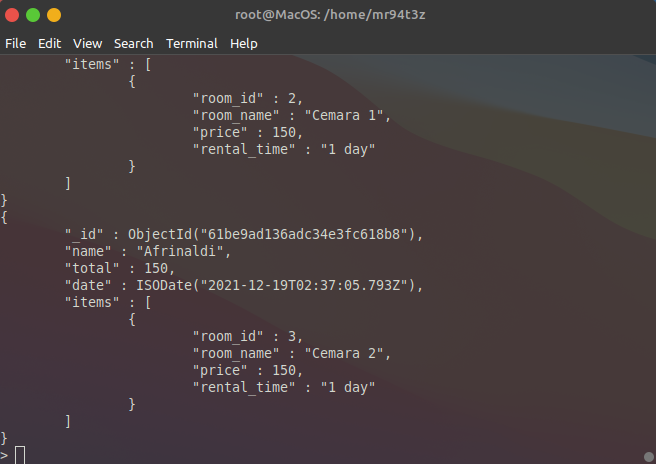 root@MacOS: /home/mr94t3z
File Edit View Search Terminal Help
"items" : [
{
"room_id" : 2,
"room_name" : "Cemara 1",
"price" : 150,
"rental_time" : "1 day"
}
]
}
{
"_id" : ObjectId("61be9ad136adc34e3fc618b8"),
"name" : "Afrinaldi",
"total" : 150,
"date" : ISODate("2021-12-19T02:37:05.793Z"),
"items" : [
{
"room_id" : 3,
"room_name" : "Cemara 2",
"price" : 150,
"rental_time" : "1 day"
}
]
}
>